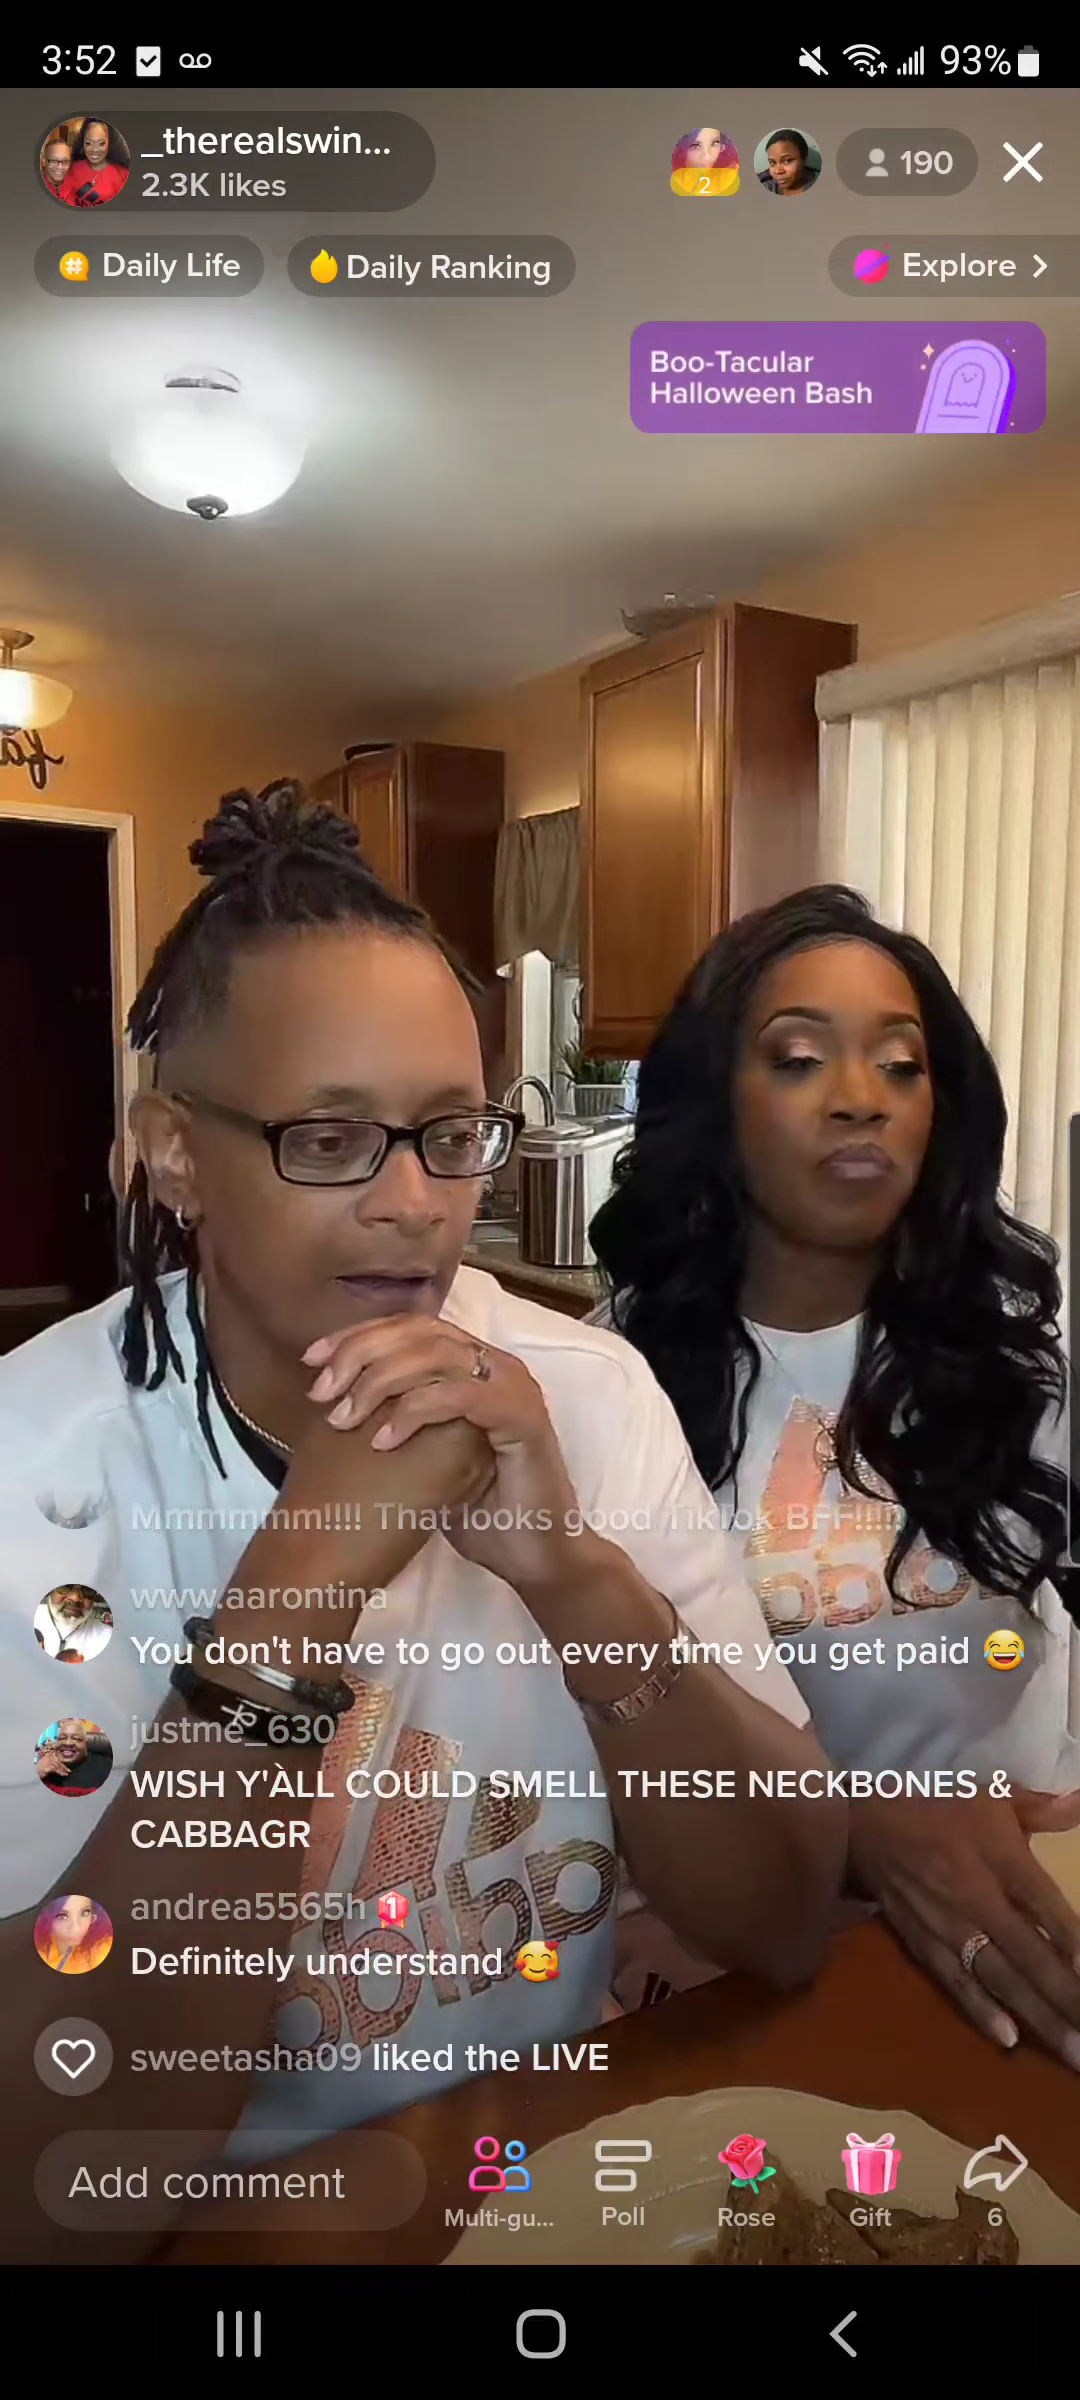 3:52
93%
_therealswin...
2.3K likes
2
190
Daily Life
Daily Ranking
Explore >
Boo-Tacular
Halloween Bash
Mmmmmm!!!! That looks good TikTok BFF!!!!!
www.aarontina
You don't have to go out every time you get paid 😂
justme_630
WISH Y'ÀLL COULD SMELL THESE NECKBONES &
CABBAGR
andrea5565h 1
Definitely understand 🥰
sweetasha09 liked the LIVE
Add comment
Multi-gu...
Poll
Rose
Gift
6